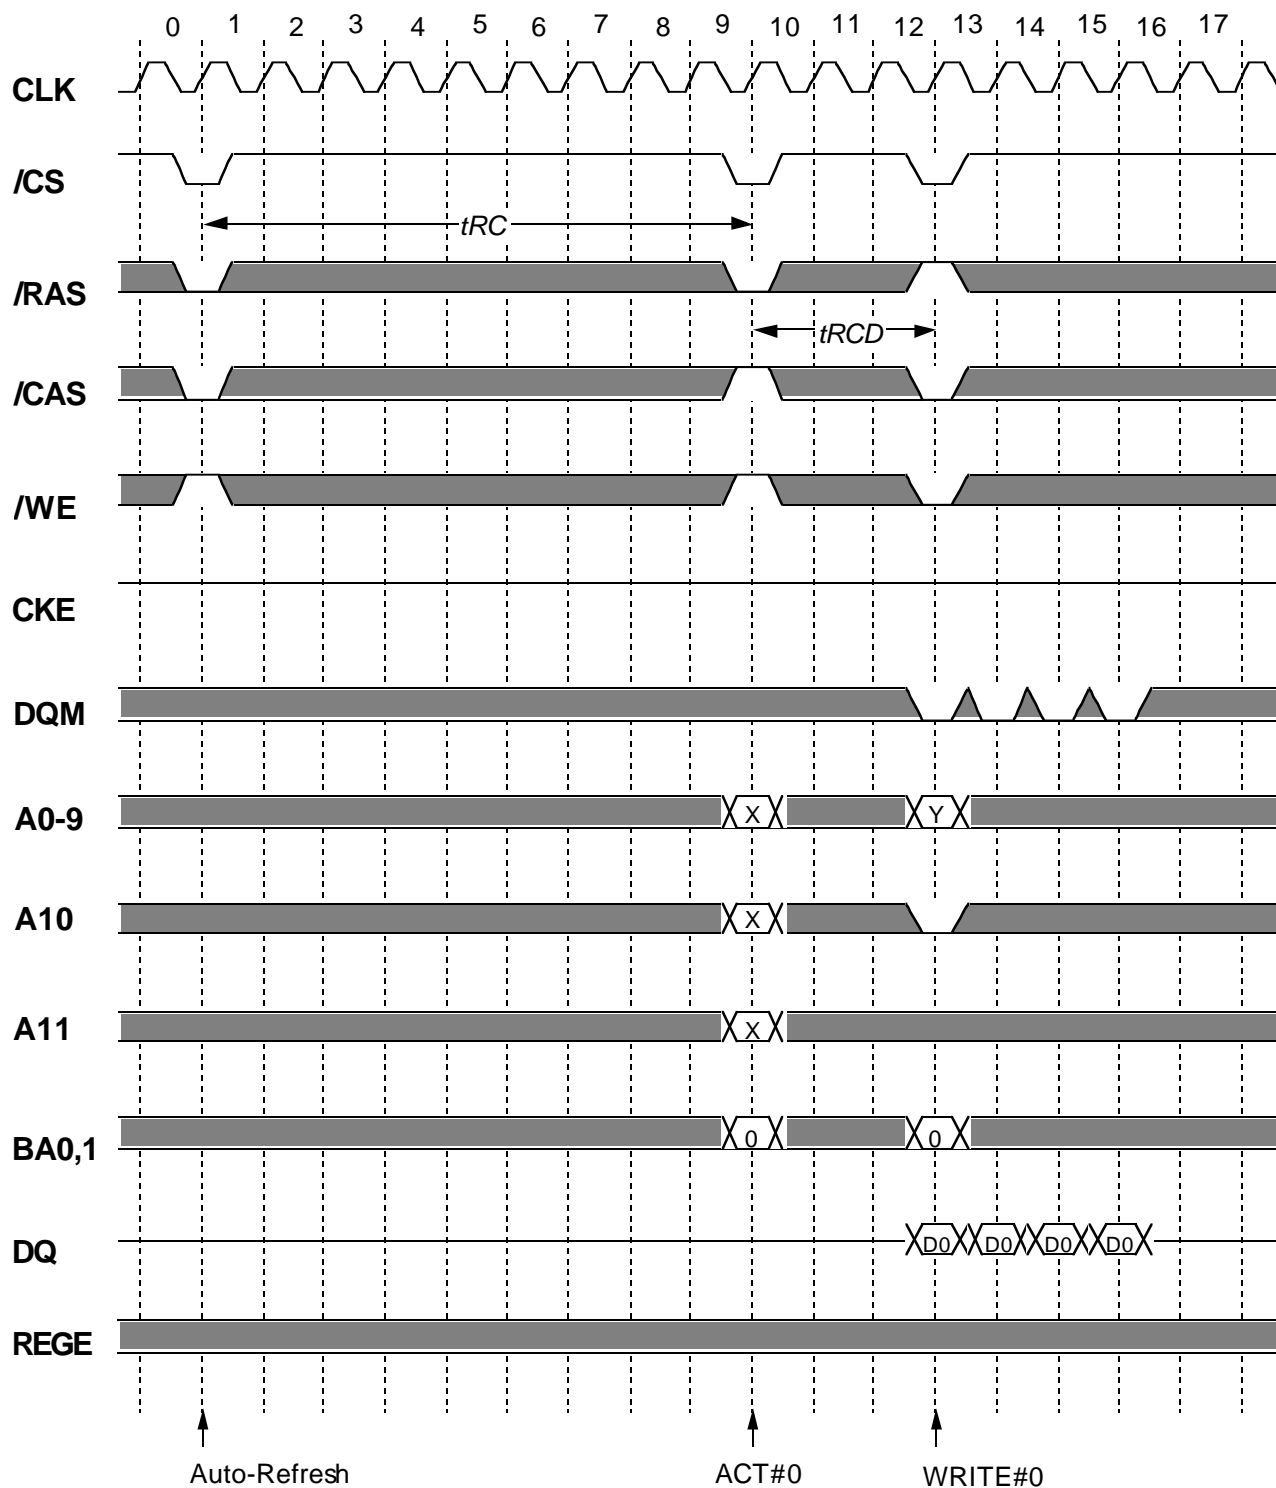 0 1 2 3 4 5 6 7 8 9 10 11 12 13 14 15 16 17
CLK
/CS
tRC
/RAS
tRCD
/CAS
/WE
CKE
DQM
A0-9 X Y
A10 X
A11 X
BA0,1 0 0
DQ D0 D0 D0 D0
REGE
Auto-Refresh ACT#0 WRITE#0